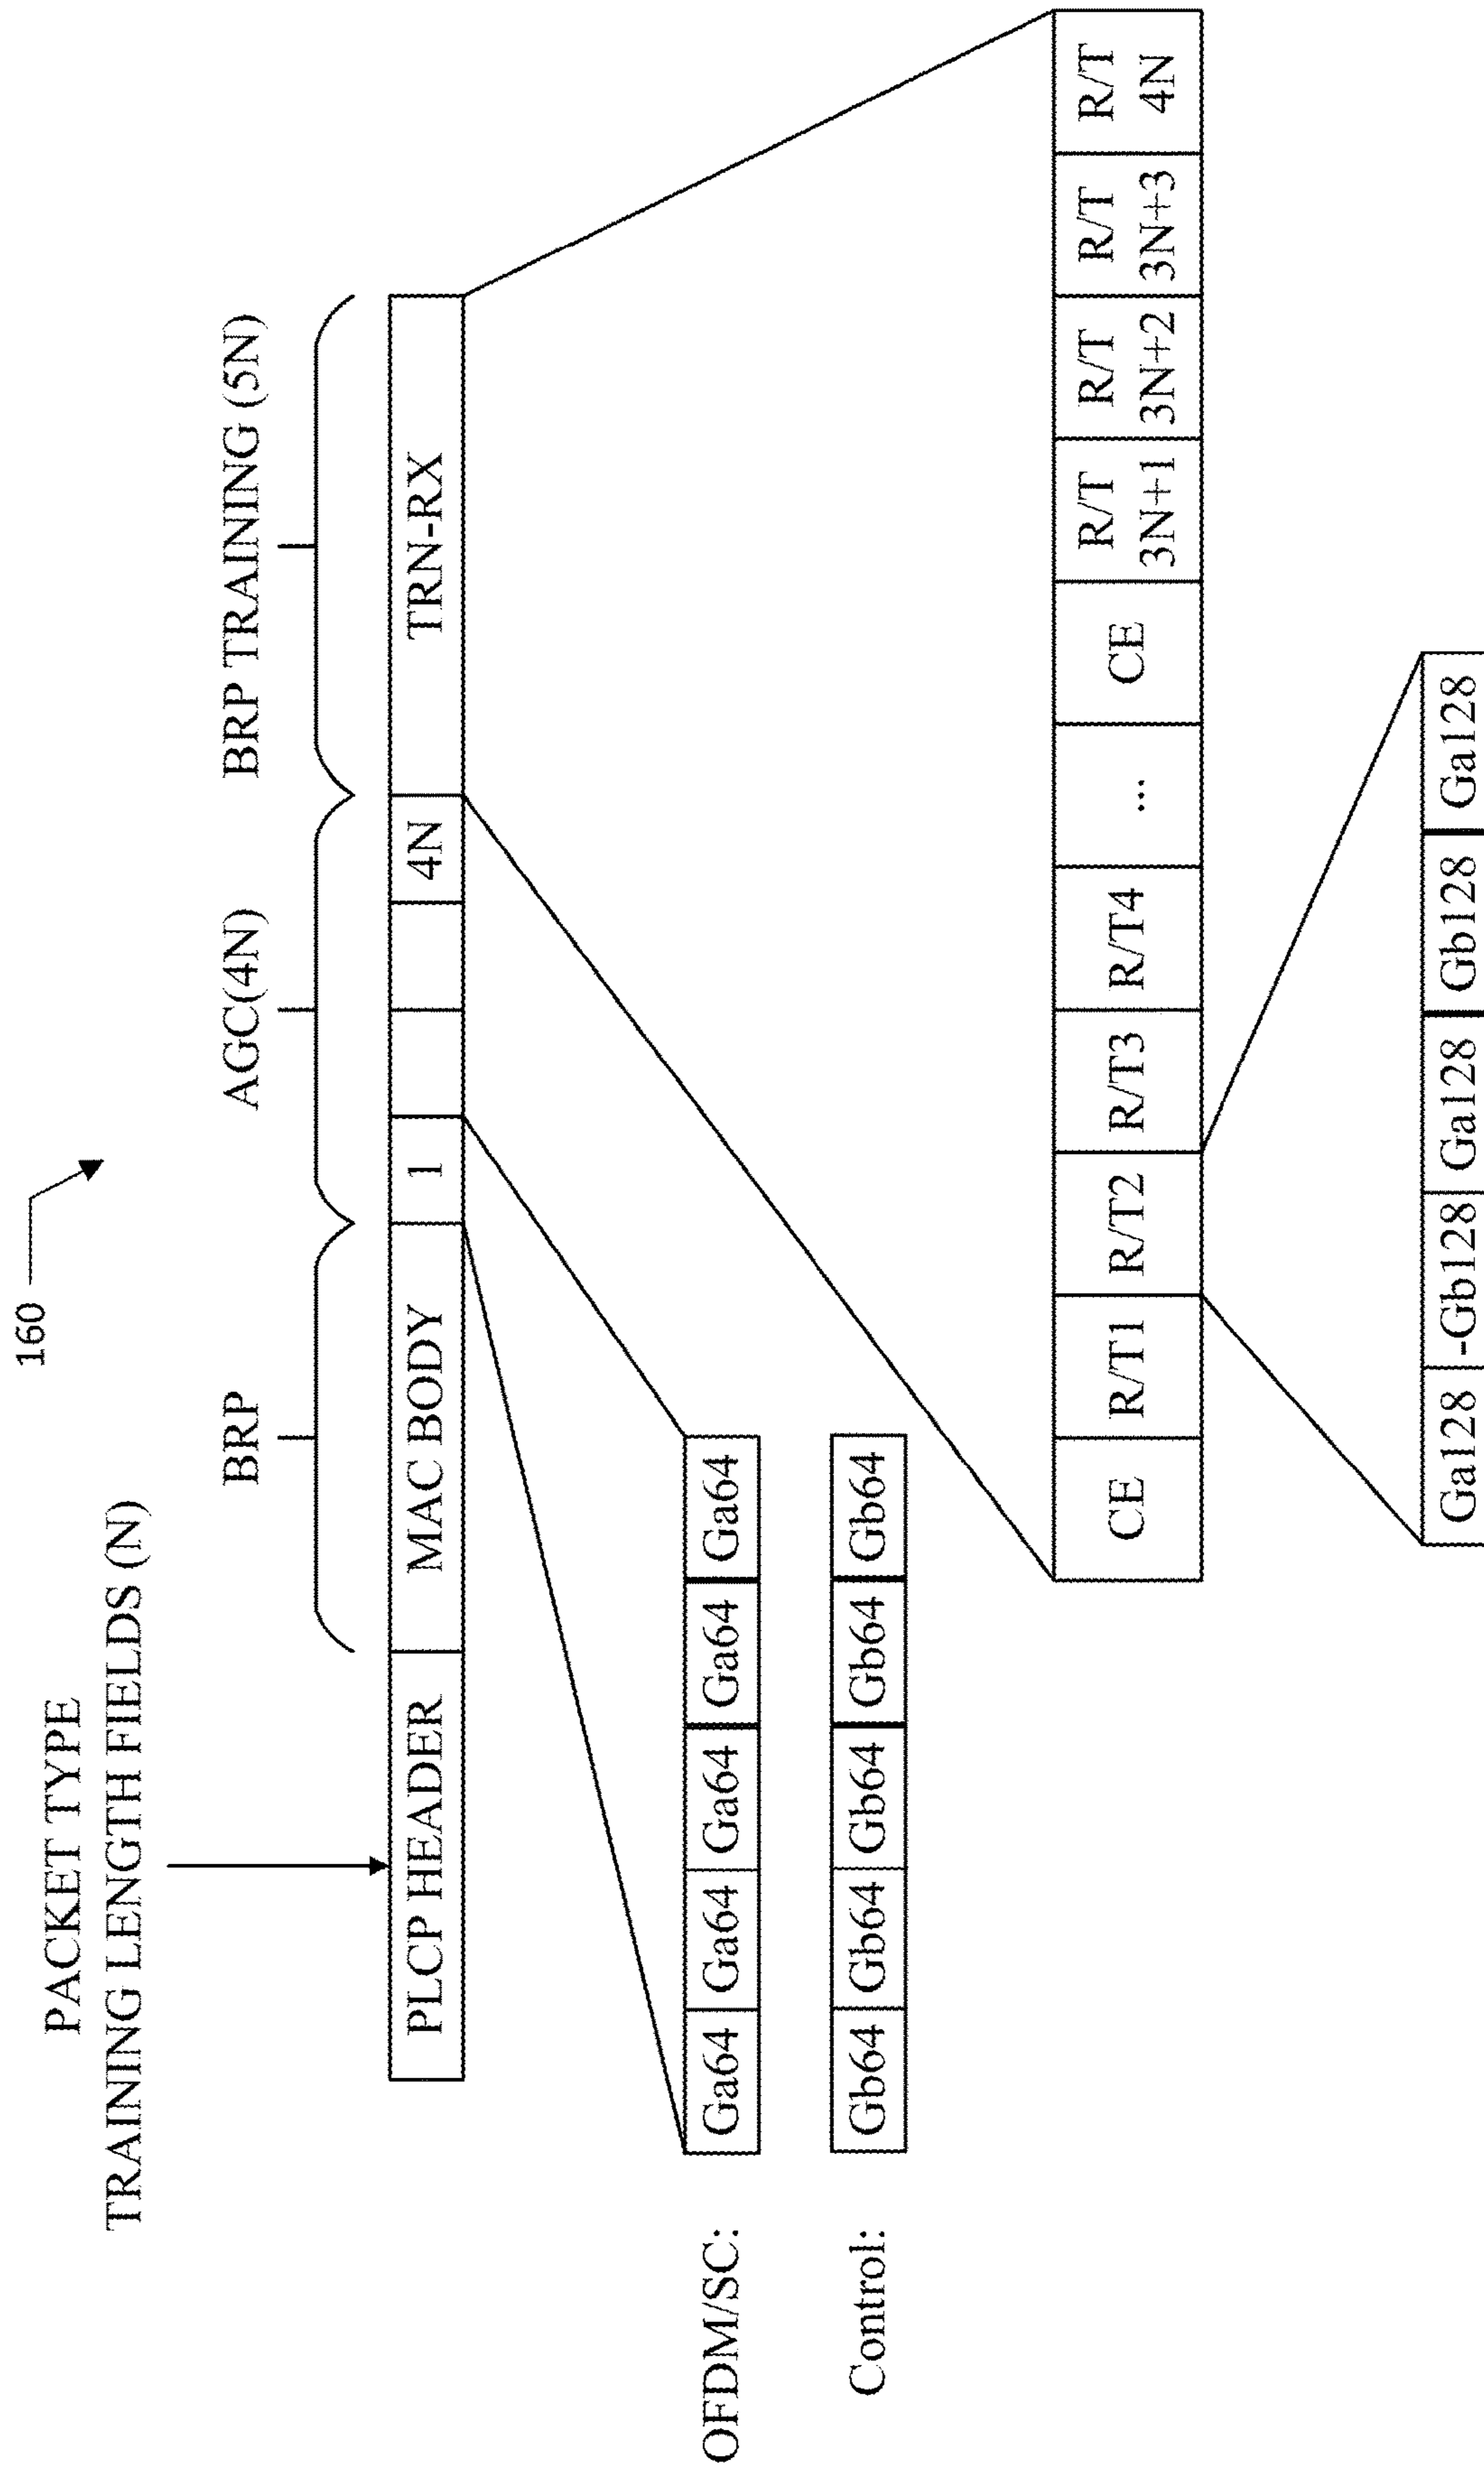 160
PACKET TYPE
TRAINING LENGTH FIELDS (N)
BRP
AGC(4N)
BRP TRAINING (5N)
PLCP HEADER
MAC BODY
1
4N
TRN-RX
OFDM/SC:
Ga64
Ga64
Ga64
Ga64
Ga64
Control:
Gb64
Gb64
Gb64
Gb64
Gb64
CE
R/T1
R/T2
R/T3
R/T4
...
CE
R/T
3N+1
R/T
3N+2
R/T
3N+3
R/T
4N
Ga128
-Gb128
Ga128
Gb128
Ga128